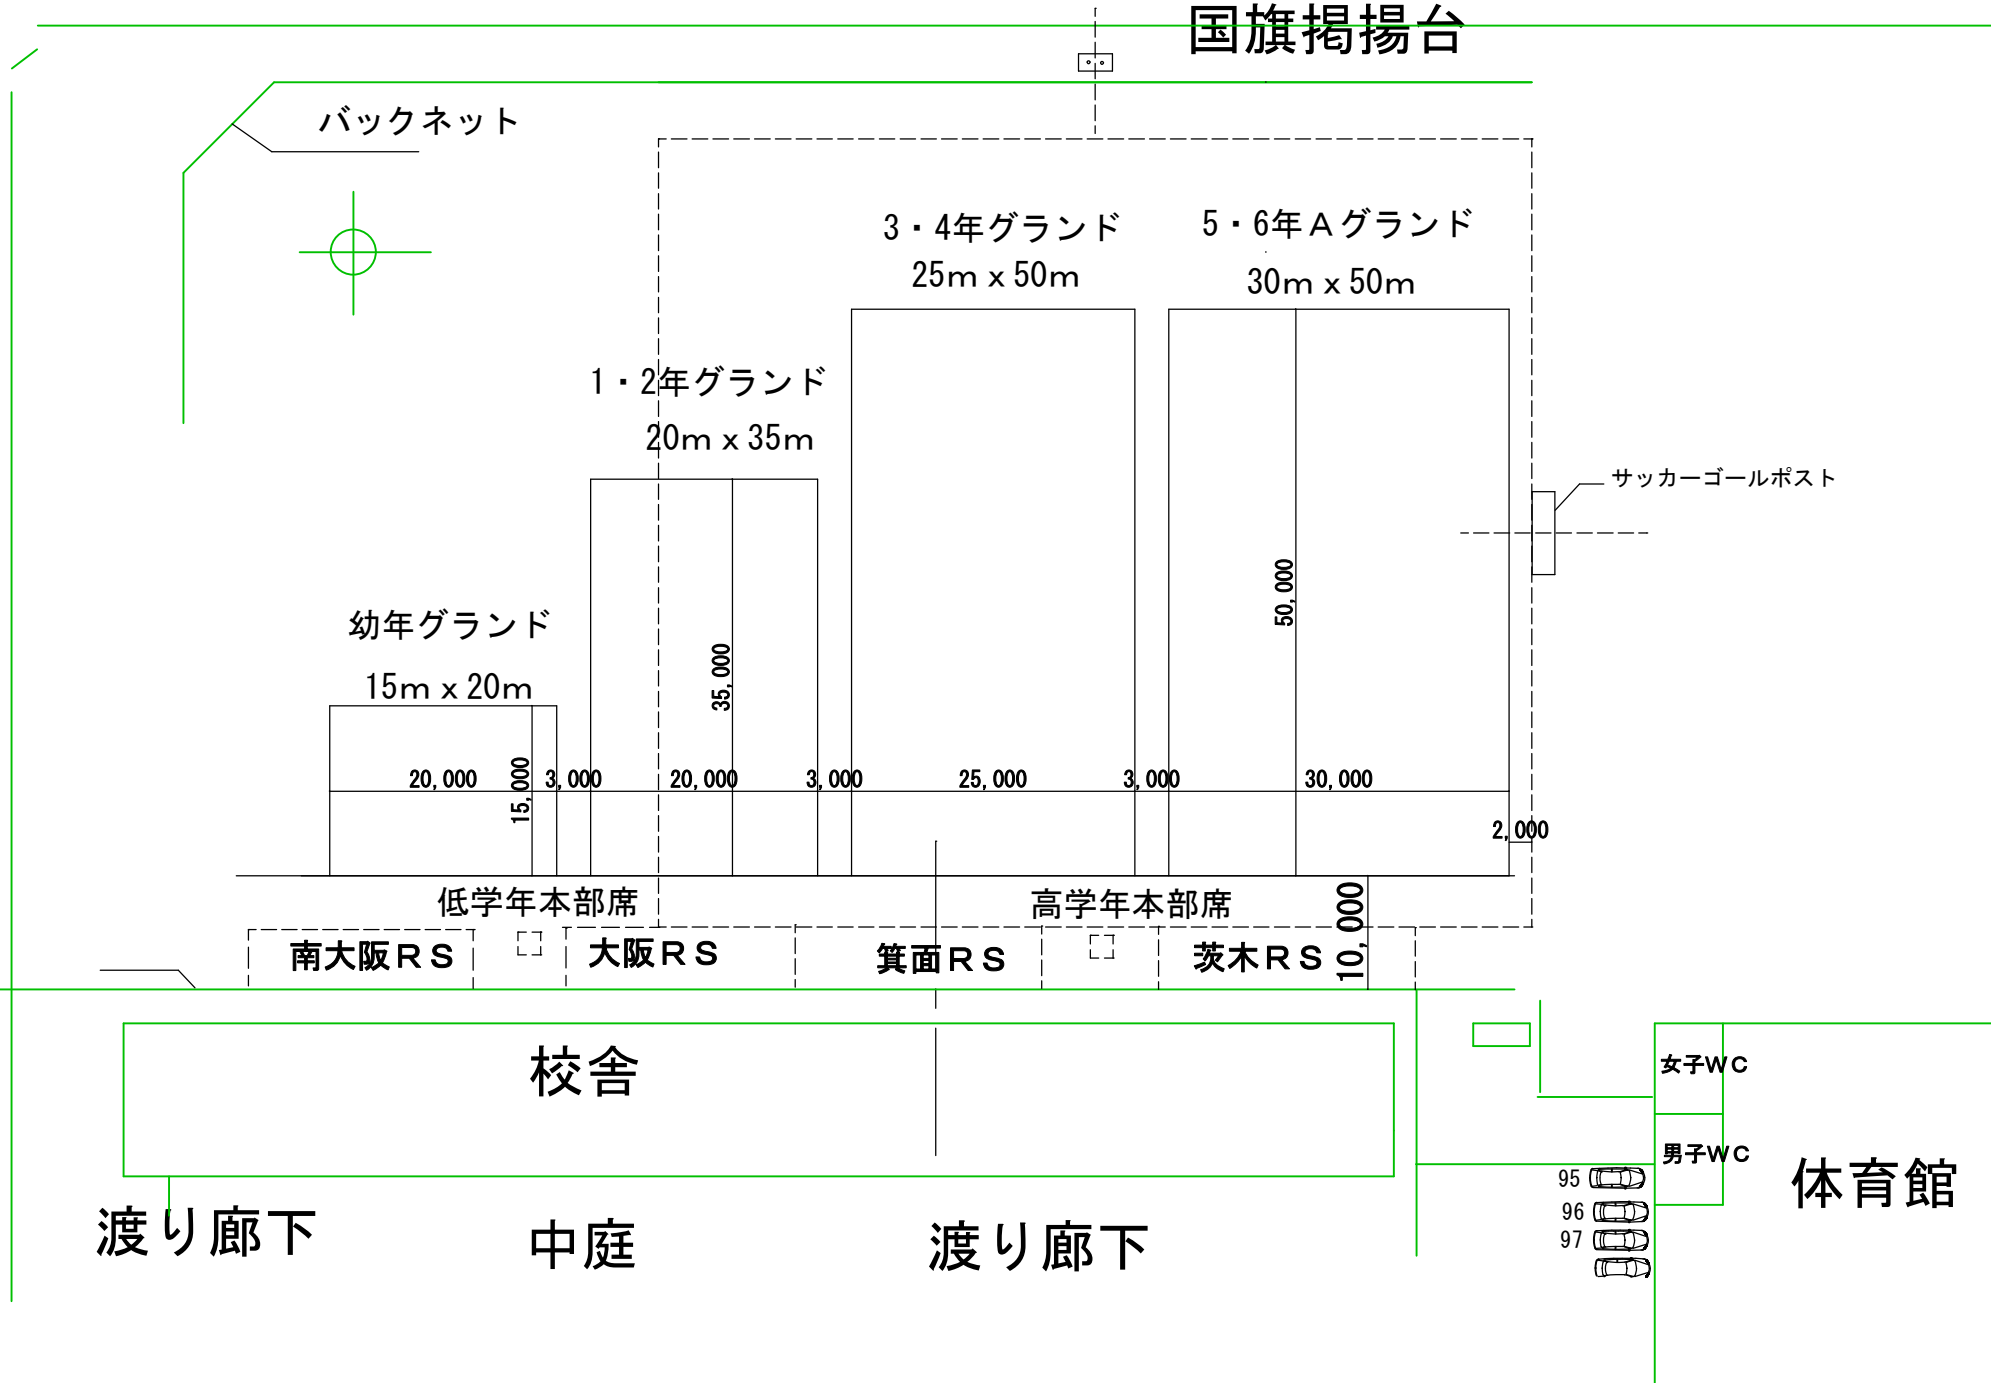 国旗掲揚台
バックネット
3・4年グランド
25ｍ x 50ｍ
5・6年Ａグランド
30ｍ x 50ｍ
1・2年グランド
20ｍ x 35ｍ
サッカーゴールポスト
幼年グランド
15ｍ x 20ｍ
50,000
35,000
20,000
15,000
3,000
20,000
3,000
25,000
3,000
30,000
2,000
低学年本部席
高学年本部席
10,000
南大阪ＲＳ
大阪ＲＳ
箕面ＲＳ
茨木ＲＳ
校舎
女子ＷＣ
男子ＷＣ
体育館
95
96
97
渡り廊下
中庭
渡り廊下